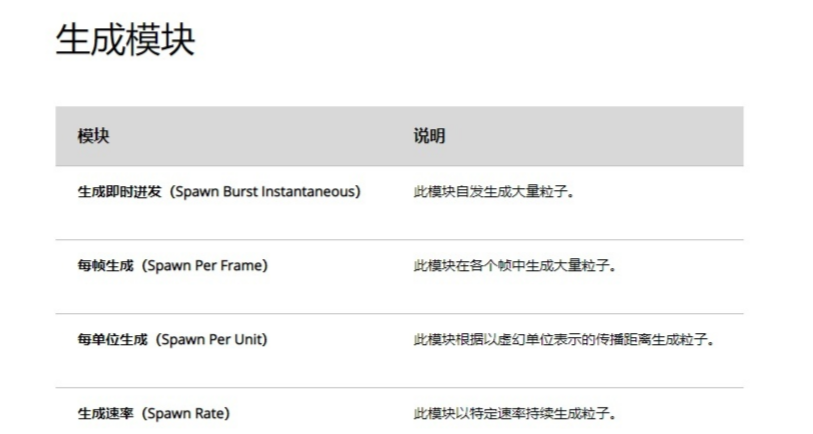 生成模块
模块 说明
生成即时迸发（Spawn Burst Instantaneous） 此模块自发生成大量粒子。
每帧生成（Spawn Per Frame） 此模块在各个帧中生成大量粒子。
每单位生成（Spawn Per Unit） 此模块根据以虚幻单位表示的传播距离生成粒子。
生成速率（Spawn Rate） 此模块以特定速率持续生成粒子。